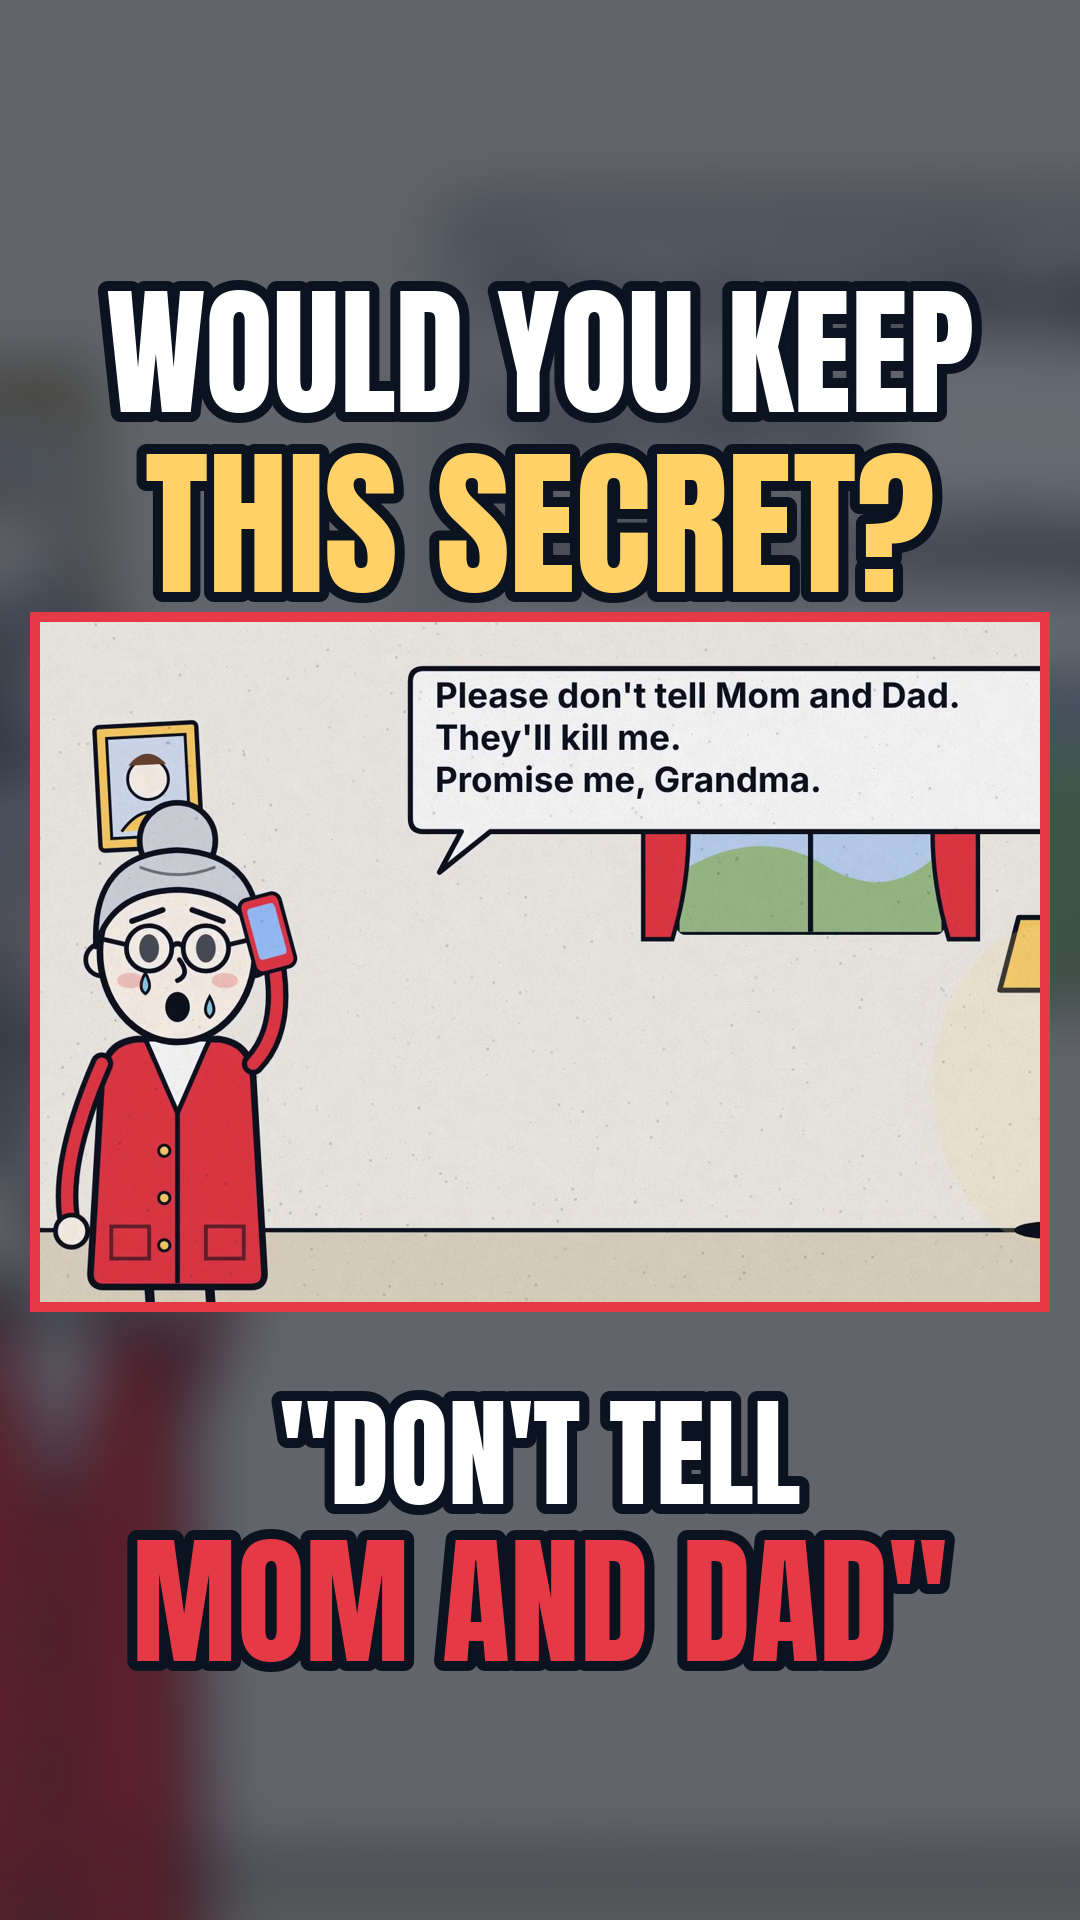 WOULD YOU KEEP
THIS SECRET?
Please don't tell Mom and Dad.
They'll kill me.
Promise me, Grandma.
"DON'T TELL
MOM AND DAD"